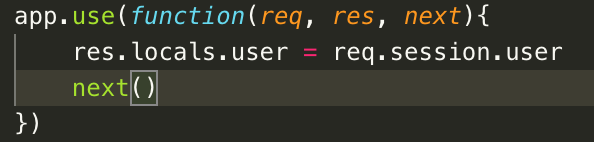 app.use(function(req, res, next){
    res.locals.user = req.session.user
    next()
})